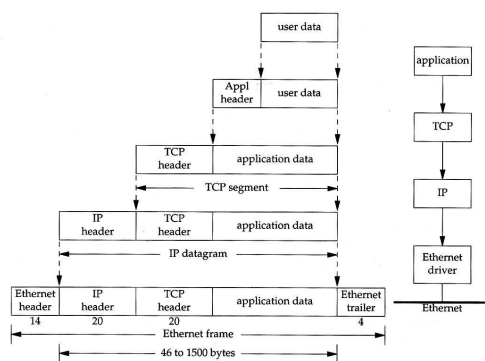 user data
Appl
header
user data
application
TCP
header
application data
TCP
TCP segment
IP
header
TCP
header
application data
IP
IP datagram
Ethernet
driver
Ethernet
header
IP
header
TCP
header
application data
Ethernet
trailer
Ethernet
14
20
20
4
Ethernet frame
46 to 1500 bytes